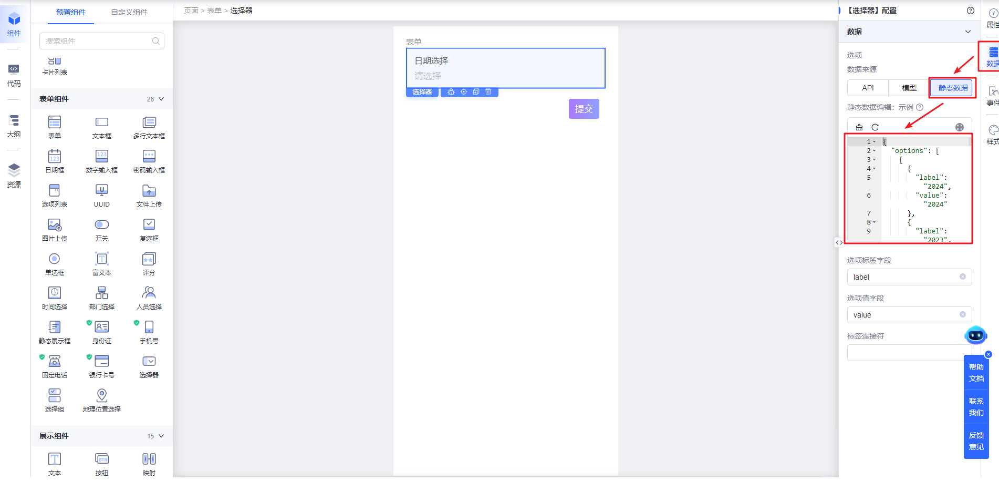 组件
代码
大纲
资源
预置组件
自定义组件
搜索组件
卡片列表
表单组件
26
表单
文本框
多行文本框
123
123
日期框
数字输入框
密码输入框
U
选项列表
UUID
文件上传
图片上传
开关
复选框
T
单选框
富文本
评分
时间选择
部门选择
人员选择
静态展示框
身份证
手机号
固定电话
银行卡号
选择器
选择组
地理位置选择
展示组件
15
T
BTN
文本
按钮
映射
页面 > 表单 > 选择器
表单
日期选择
请选择
选择器
提交
【选择器】配置
数据
选项
数据来源
API
模型
静态数据
静态数据编辑：示例
1
{
2
"options": [
3
[
4
{
5
"label":
"2024",
6
"value":
"2024"
7
},
8
{
9
"label":
"2023",
选项标签字段
label
选项值字段
value
标签连接符
帮助
文档
联系
我们
反馈
意见
属性
数据
事件
样式